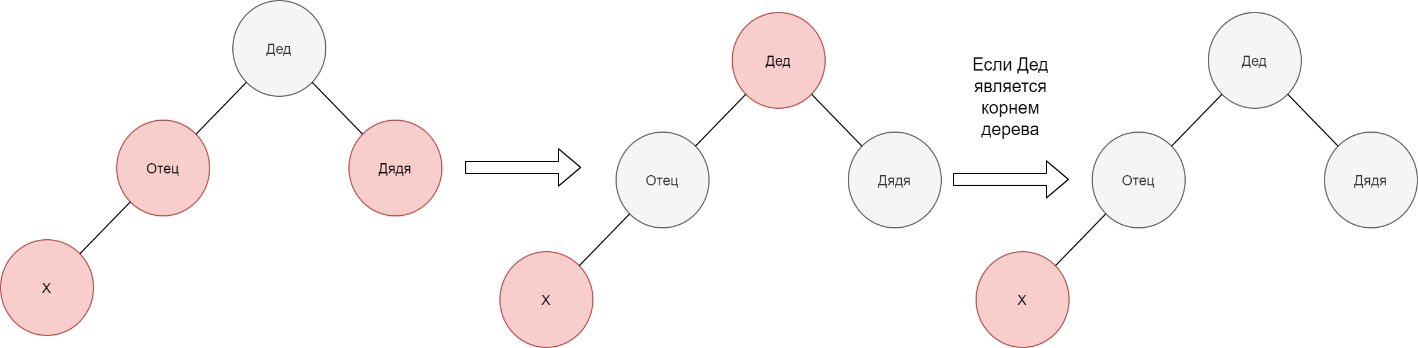 Дед
Отец
Дядя
X
Дед
Отец
Дядя
X
Если Дед
является
корнем
дерева
Дед
Отец
Дядя
X